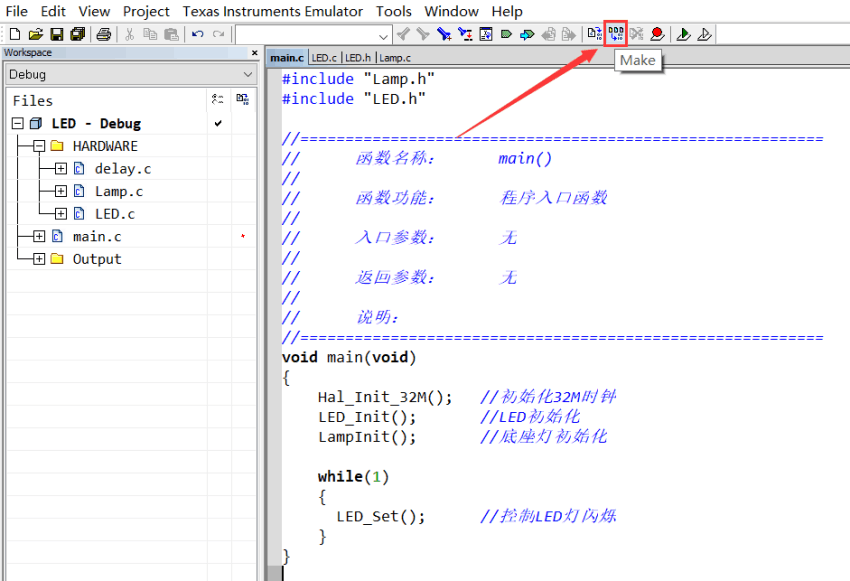 File Edit View Project Texas Instruments Emulator Tools Window Help
Workspace
Debug
Files
LED - Debug
HARDWARE
delay.c
Lamp.c
LED.c
main.c
Output
Make
main.c LED.c LED.h Lamp.c
#include "Lamp.h"
#include "LED.h"
//==========================================================
// 函数名称: main()
//
// 函数功能: 程序入口函数
//
// 入口参数: 无
//
// 返回参数: 无
//
// 说明:
//==========================================================
void main(void)
{
Hal_Init_32M(); //初始化32M时钟
LED_Init(); //LED初始化
LampInit(); //底座灯初始化
while(1)
{
LED_Set(); //控制LED灯闪烁
}
}